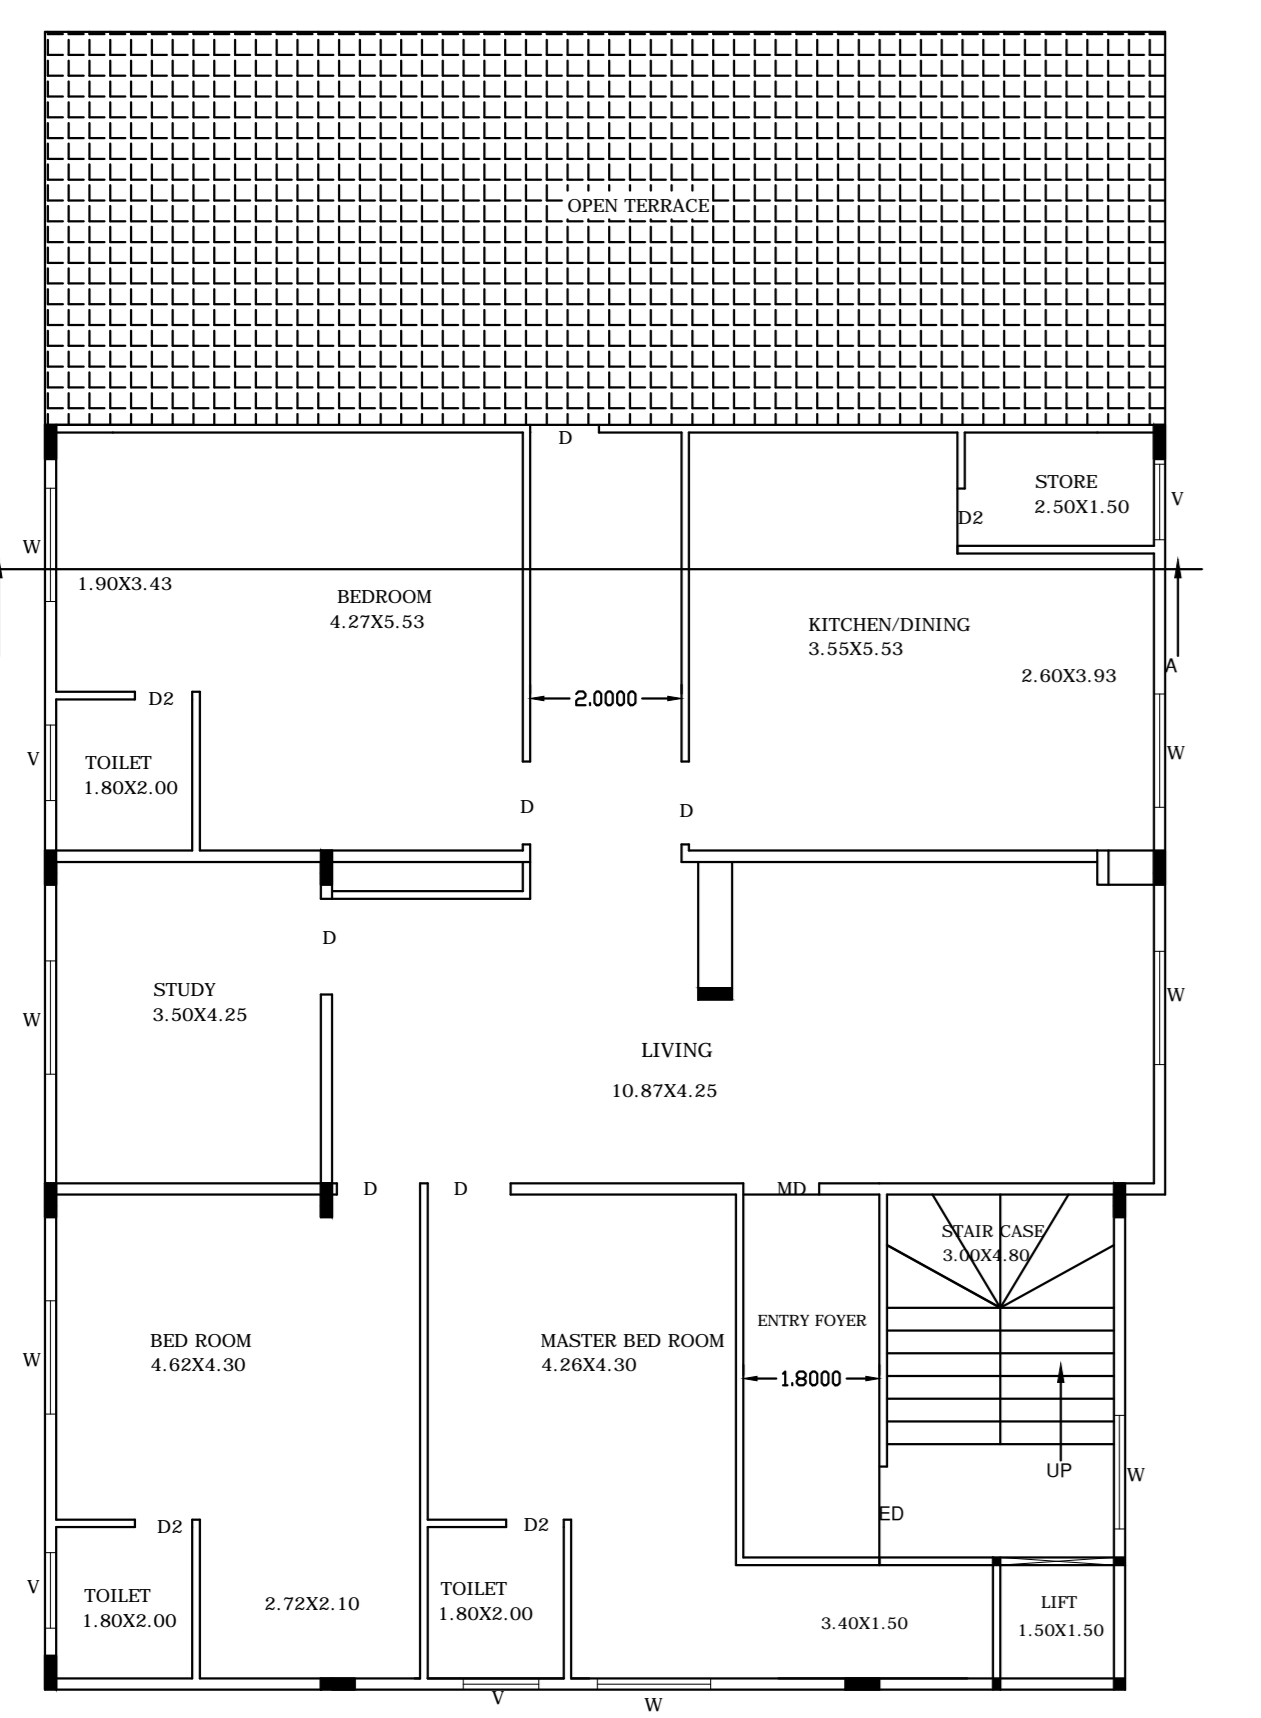 OPEN TERRACE
D
STORE
2.50X1.50
V
D2
W
1.90X3.43
BEDROOM
4.27X5.53
KITCHEN/DINING
3.55X5.53
A
2.60X3.93
D2
2.0000
V
TOILET
1.80X2.00
W
D
D
D
STUDY
3.50X4.25
W
W
LIVING
10.87X4.25
D
D
MD
STAIR CASE
3.00X4.80
ENTRY FOYER
BED ROOM
4.62X4.30
W
MASTER BED ROOM
4.26X4.30
1.8000
UP
W
ED
D2
D2
V
TOILET
1.80X2.00
2.72X2.10
TOILET
1.80X2.00
3.40X1.50
LIFT
1.50X1.50
V
W